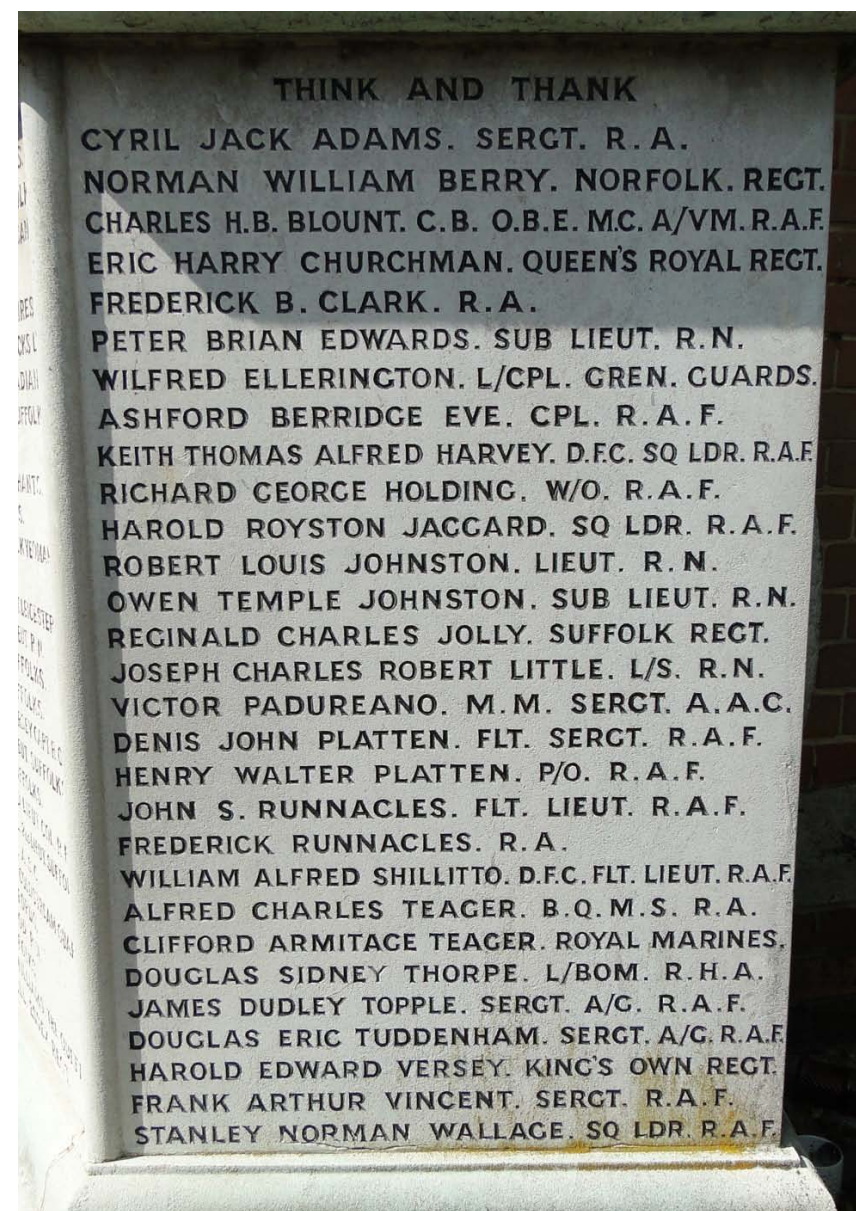 THINK AND THANK
CYRIL JACK ADAMS. SERGT. R.A.
NORMAN WILLIAM BERRY. NORFOLK. REGT.
CHARLES H.B. BLOUNT. C.B. O.B.E. M.C. A/VM. R.A.F.
ERIC HARRY CHURCHMAN. QUEEN'S ROYAL REGT.
FREDERICK B. CLARK. R.A.
PETER BRIAN EDWARDS. SUB LIEUT. R.N.
WILFRED ELLERINGTON. L/CPL. GREN. GUARDS.
ASHFORD BERRIDGE EVE. CPL. R.A.F.
KEITH THOMAS ALFRED HARVEY. D.F.C. SQ LDR. R.A.F.
RICHARD GEORGE HOLDING. W/O. R.A.F.
HAROLD ROYSTON JAGGARD. SQ LDR. R.A.F.
ROBERT LOUIS JOHNSTON. LIEUT. R.N.
OWEN TEMPLE JOHNSTON. SUB LIEUT. R.N.
REGINALD CHARLES JOLLY. SUFFOLK REGT.
JOSEPH CHARLES ROBERT LITTLE. L/S. R.N.
VICTOR PADUREANO. M.M. SERGT. A.A.C.
DENIS JOHN PLATTEN. FLT. SERGT. R.A.F.
HENRY WALTER PLATTEN. P/O. R.A.F.
JOHN S. RUNNACLES. FLT. LIEUT. R.A.F.
FREDERICK RUNNACLES. R.A.
WILLIAM ALFRED SHILLITTO. D.F.C. FLT. LIEUT. R.A.F.
ALFRED CHARLES TEAGER. B.Q.M.S. R.A.
CLIFFORD ARMITAGE TEAGER. ROYAL MARINES.
DOUGLAS SIDNEY THORPE. L/BOM. R.H.A.
JAMES DUDLEY TOPPLE. SERGT. A/G. R.A.F.
DOUGLAS ERIC TUDDENHAM. SERGT. A/G. R.A.F.
HAROLD EDWARD VERSEY. KING'S OWN REGT.
FRANK ARTHUR VINCENT. SERGT. R.A.F.
STANLEY NORMAN WALLAGE. SQ LDR. R.A.F.